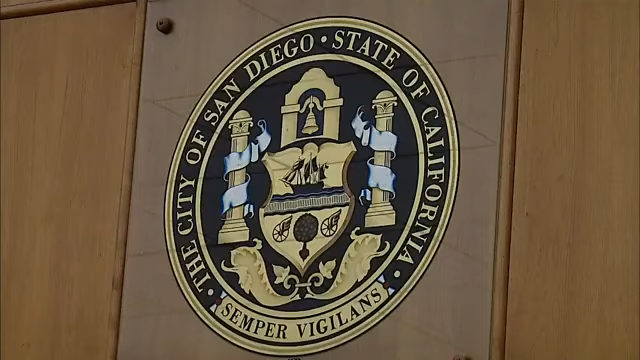 · THE CITY OF SAN DIEGO · STATE OF CALIFORNIA ·
SEMPER VIGILANS